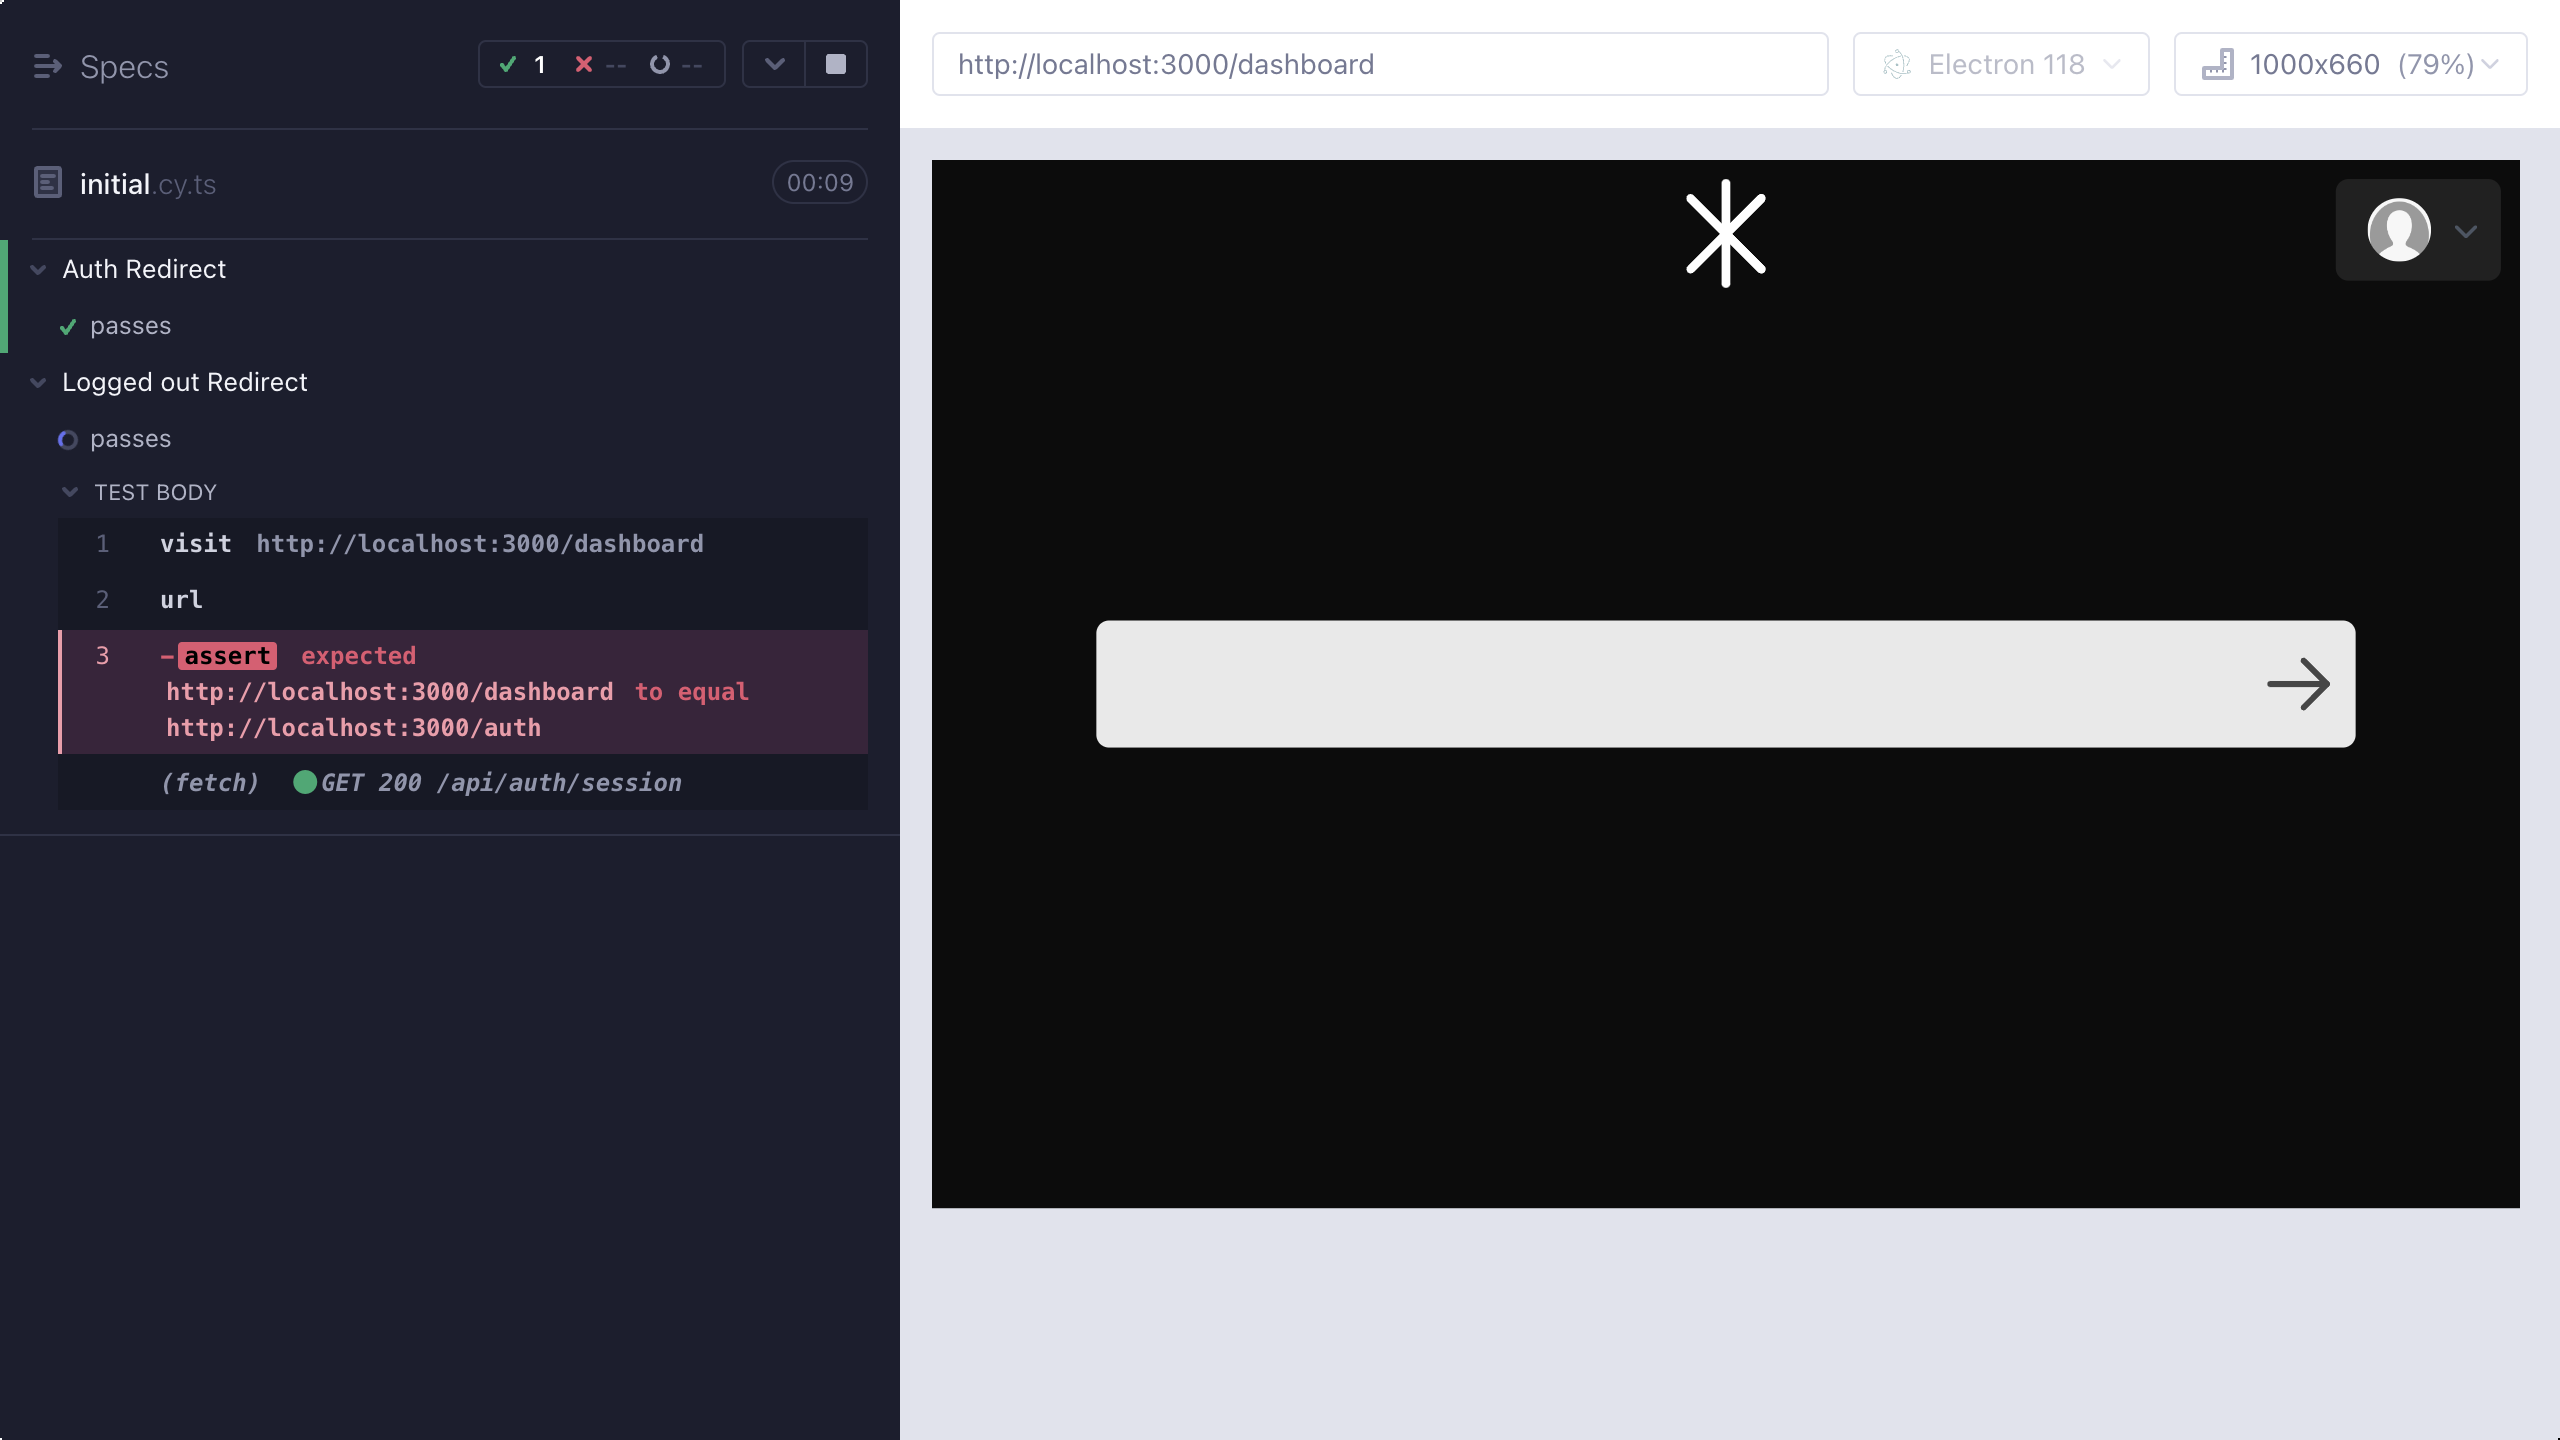 Specs
1 -- --
initial.cy.ts
00:09
Auth Redirect
passes
Logged out Redirect
passes
TEST BODY
1 visit http://localhost:3000/dashboard
2 url
3 -assert expected
http://localhost:3000/dashboard to equal
http://localhost:3000/auth
(fetch) GET 200 /api/auth/session
http://localhost:3000/dashboard
Electron 118
1000x660 (79%)